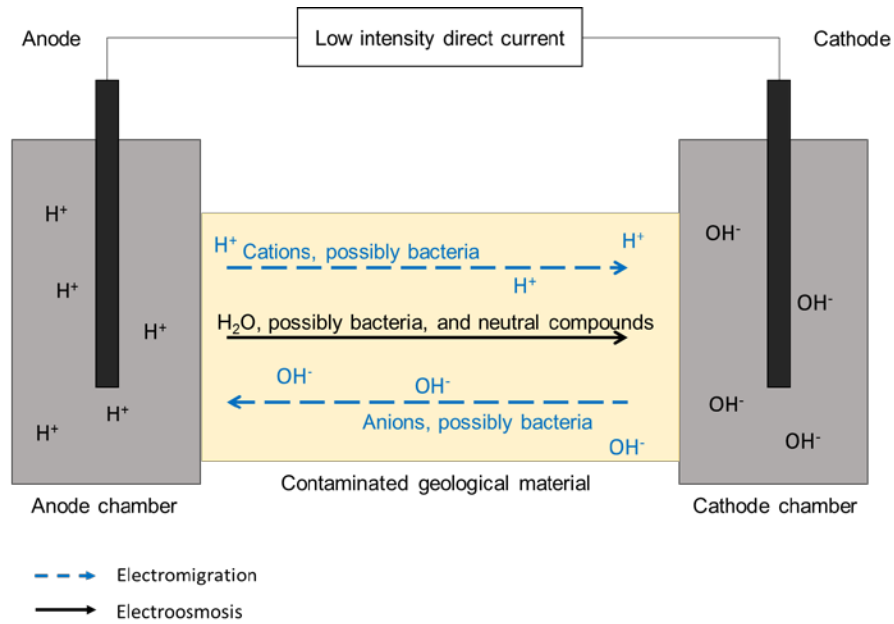 Anode
Low intensity direct current
Cathode
H⁺
H⁺
H⁺
H⁺
H⁺
H⁺
Cations, possibly bacteria
H⁺
H⁺
H₂O, possibly bacteria, and neutral compounds
OH⁻
OH⁻
Anions, possibly bacteria
OH⁻
OH⁻
OH⁻
OH⁻
OH⁻
Anode chamber
Contaminated geological material
Cathode chamber
Electromigration
Electroosmosis